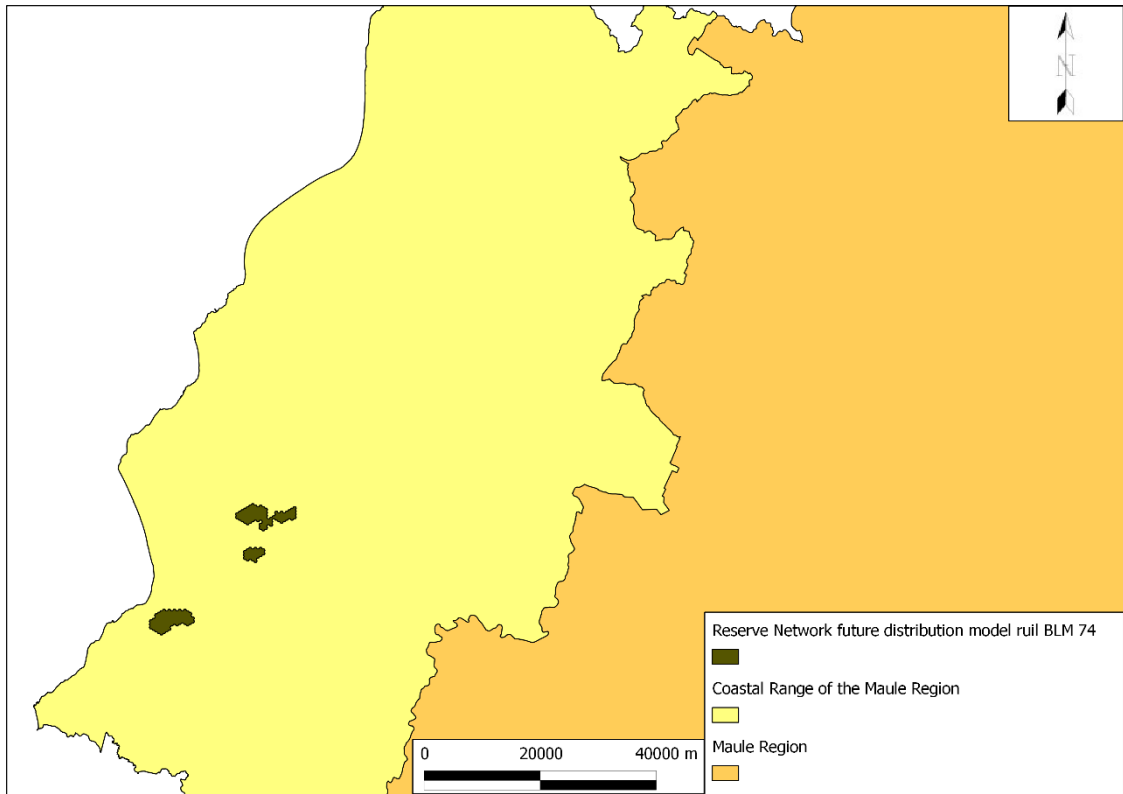 N
Reserve Network future distribution model ruil BLM 74
Coastal Range of the Maule Region
Maule Region
0 20000 40000 m